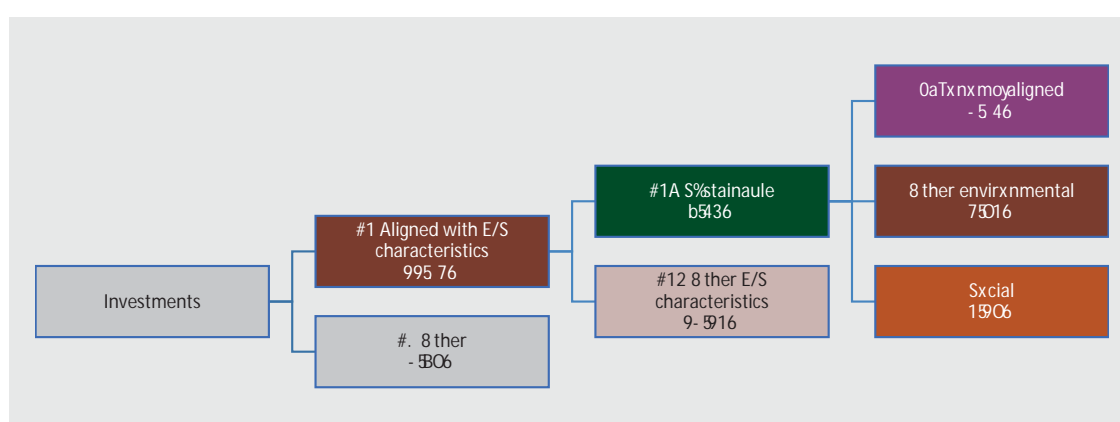 Investments
#1 Aligned with E/S
characteristics
995 76
#. 8 ther
- 5306
#1A S%stainaule
b5436
#12 8 ther E/S
characteristics
9- 5916
0aTxnxmoyaligned
- 5 46
8 ther envirxnmental
75016
Sxcial
15906